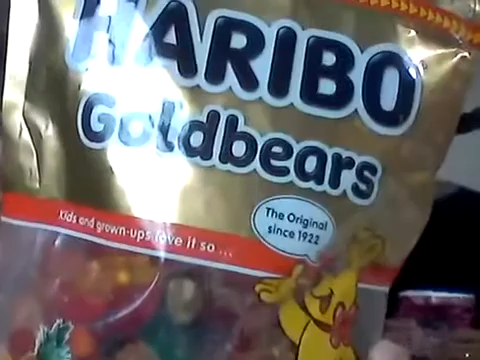 HARIBO
Goldbears
The Original
since 1922
kids and grown-ups love it so ...